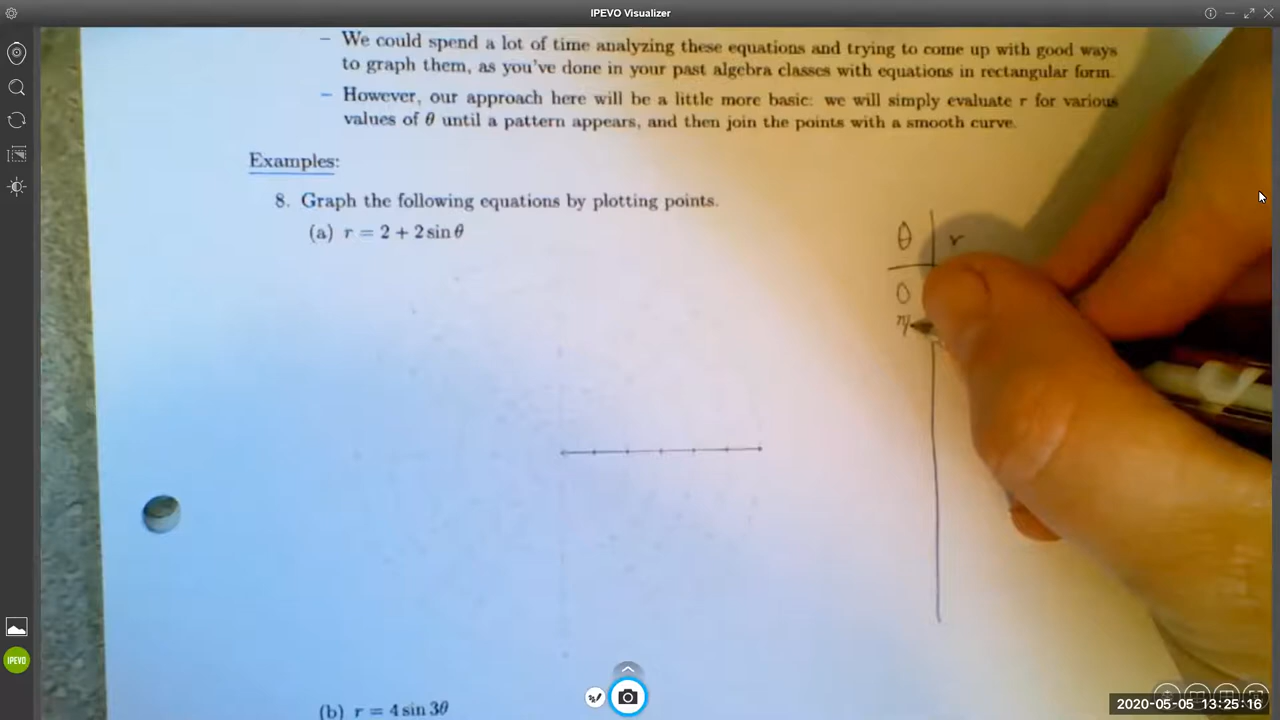 IPEVO Visualizer
– We could spend a lot of time analyzing these equations and trying to come up with good ways
to graph them, as you've done in your past algebra classes with equations in rectangular form.
– However, our approach here will be a little more basic: we will simply evaluate r for various
values of θ until a pattern appears, and then join the points with a smooth curve.
Examples:
8. Graph the following equations by plotting points.
(a) r = 2 + 2 sin θ
θ r
0
π/
(b) r = 4 sin 3θ
IPEVO
2020-05-05 13:25:16